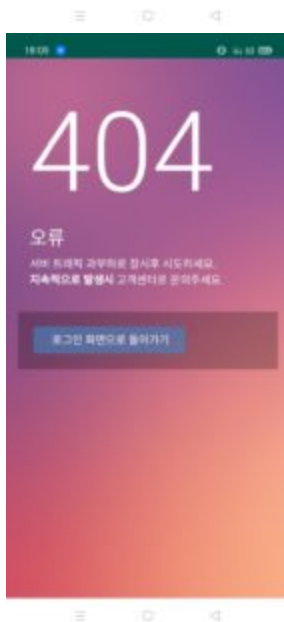 404
오류
서버 트래픽 과부하로 잠시후 시도하세요.
지속적으로 발생시 고객센터로 문의주세요.
로그인 화면으로 돌아가기